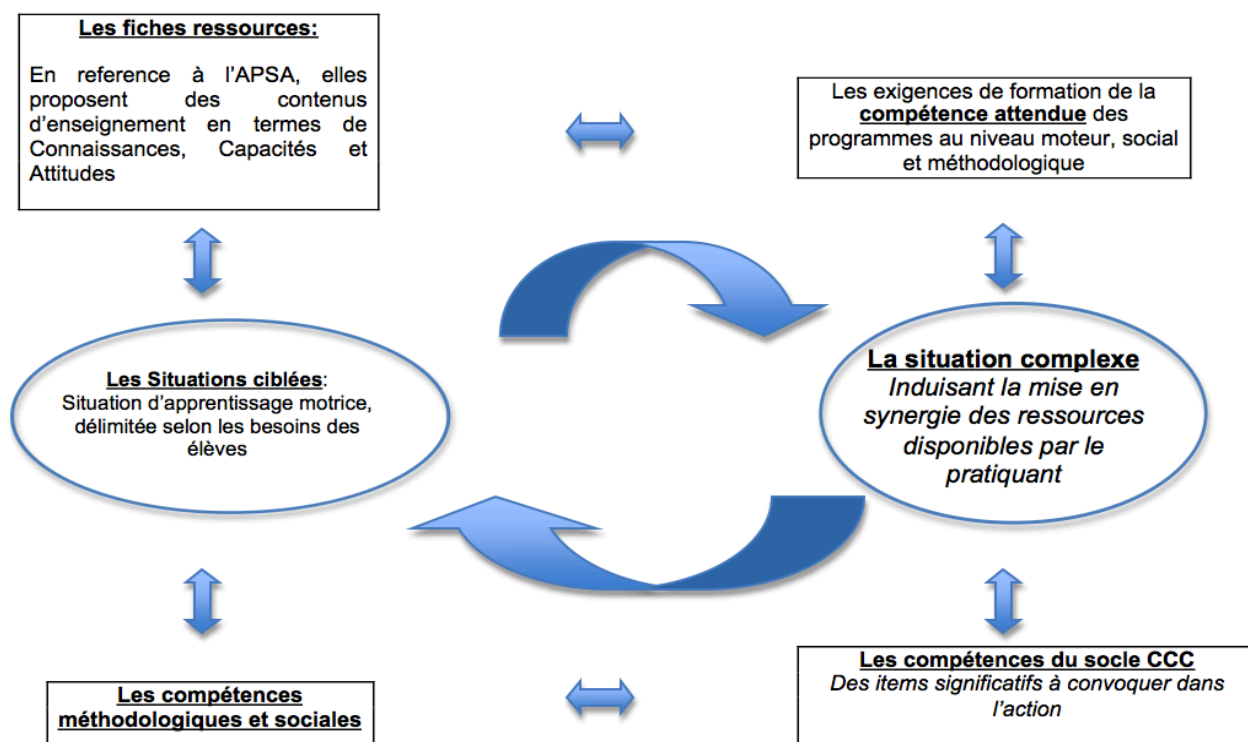 Les fiches ressources:
En reference à l'APSA, elles
proposent des contenus
d'enseignement en termes de
Connaissances, Capacités et
Attitudes
Les exigences de formation de la
compétence attendue des
programmes au niveau moteur, social
et méthodologique
Les Situations ciblées:
Situation d'apprentissage motrice,
délimitée selon les besoins des
élèves
La situation complexe
Induisant la mise en
synergie des ressources
disponibles par le
pratiquant
Les compétences
méthodologiques et sociales
Les compétences du socle CCC
Des items significatifs à convoquer dans
l'action